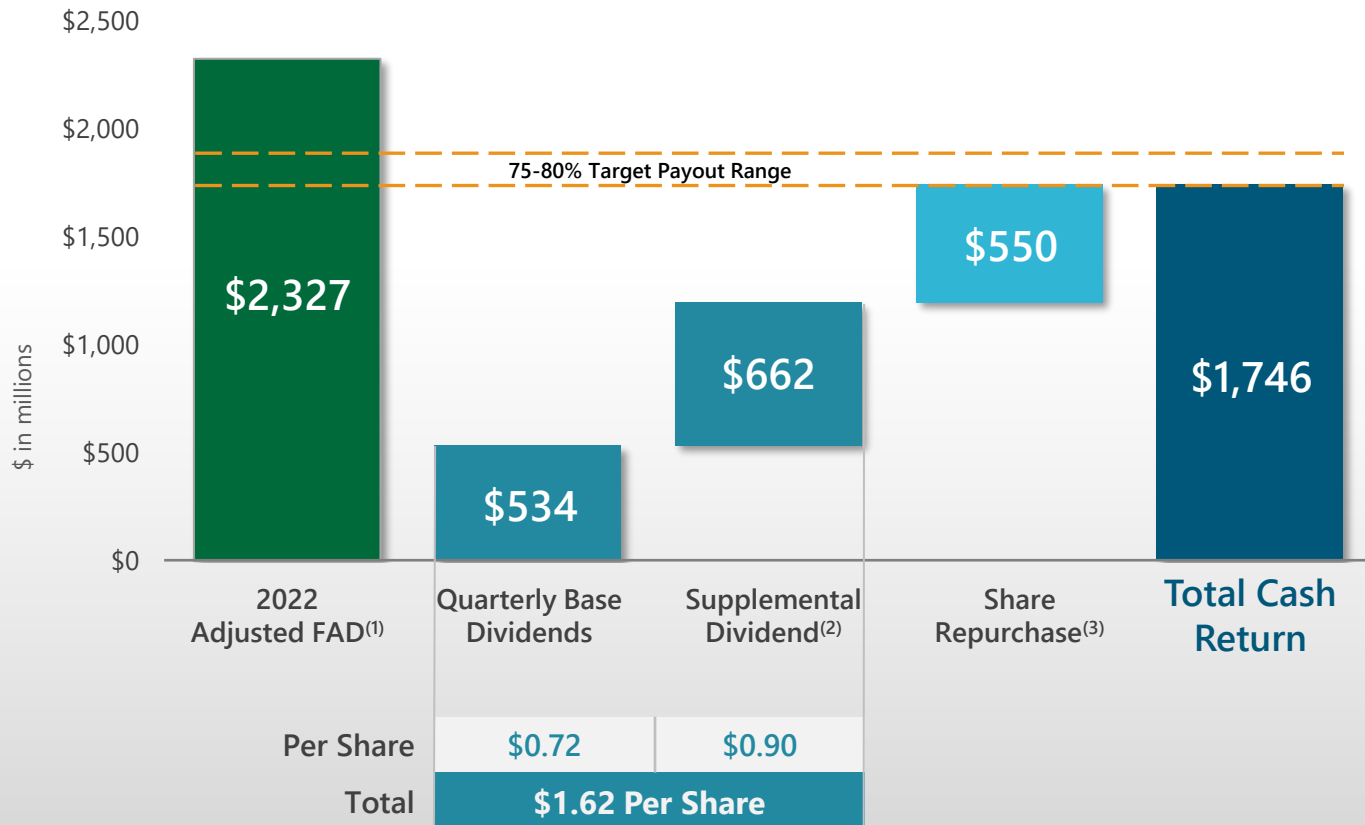 $2,500
$2,000
$1,500
$1,000
$500
$0
$ in millions
75-80% Target Payout Range
$2,327
$534
$662
$550
$1,746
2022
Adjusted FAD(1)
Quarterly Base
Dividends
Supplemental
Dividend(2)
Share
Repurchase(3)
Total Cash
Return
Per Share
$0.72
$0.90
Total
$1.62 Per Share